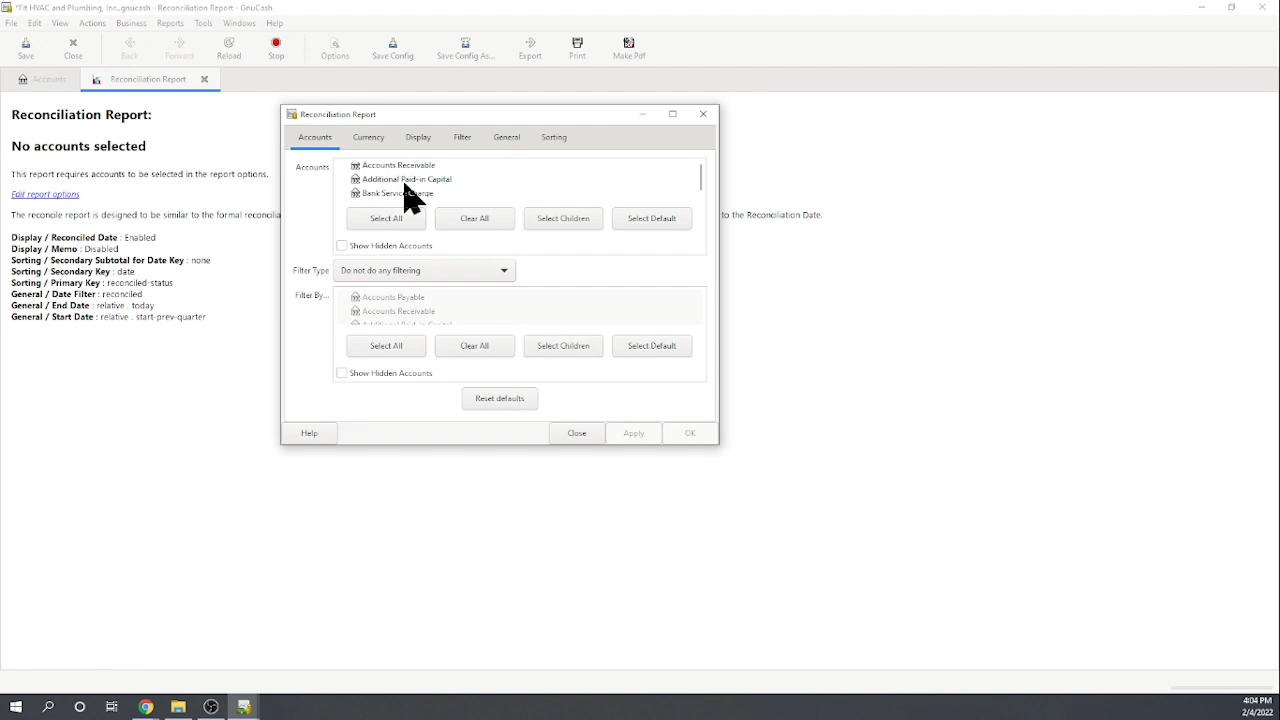 *Fit HVAC and Plumbing, Inc..gnucash - Reconciliation Report - GnuCash
File Edit View Actions Business Reports Tools Windows Help
Save Close Back Forward Reload Stop Options Save Config Save Config As... Export Print Make Pdf
Accounts Reconciliation Report
Reconciliation Report:
No accounts selected
This report requires accounts to be selected in the report options.
Edit report options
The reconcile report is designed to be similar to the formal reconcilia
to the Reconciliation Date.
Display / Reconciled Date : Enabled
Display / Memo : Disabled
Sorting / Secondary Subtotal for Date Key : none
Sorting / Secondary Key : date
Sorting / Primary Key : reconciled-status
General / Date Filter : reconciled
General / End Date : relative . today
General / Start Date : relative . start-prev-quarter
Reconciliation Report
Accounts Currency Display Filter General Sorting
Accounts
Accounts Receivable
Additional Paid-in Capital
Bank Service Charge
Select All Clear All Select Children Select Default
Show Hidden Accounts
Filter Type Do not do any filtering
Filter By...
Accounts Payable
Accounts Receivable
Additional Paid-in Capital
Select All Clear All Select Children Select Default
Show Hidden Accounts
Reset defaults
Help Close Apply OK
4:04 PM
2/4/2022